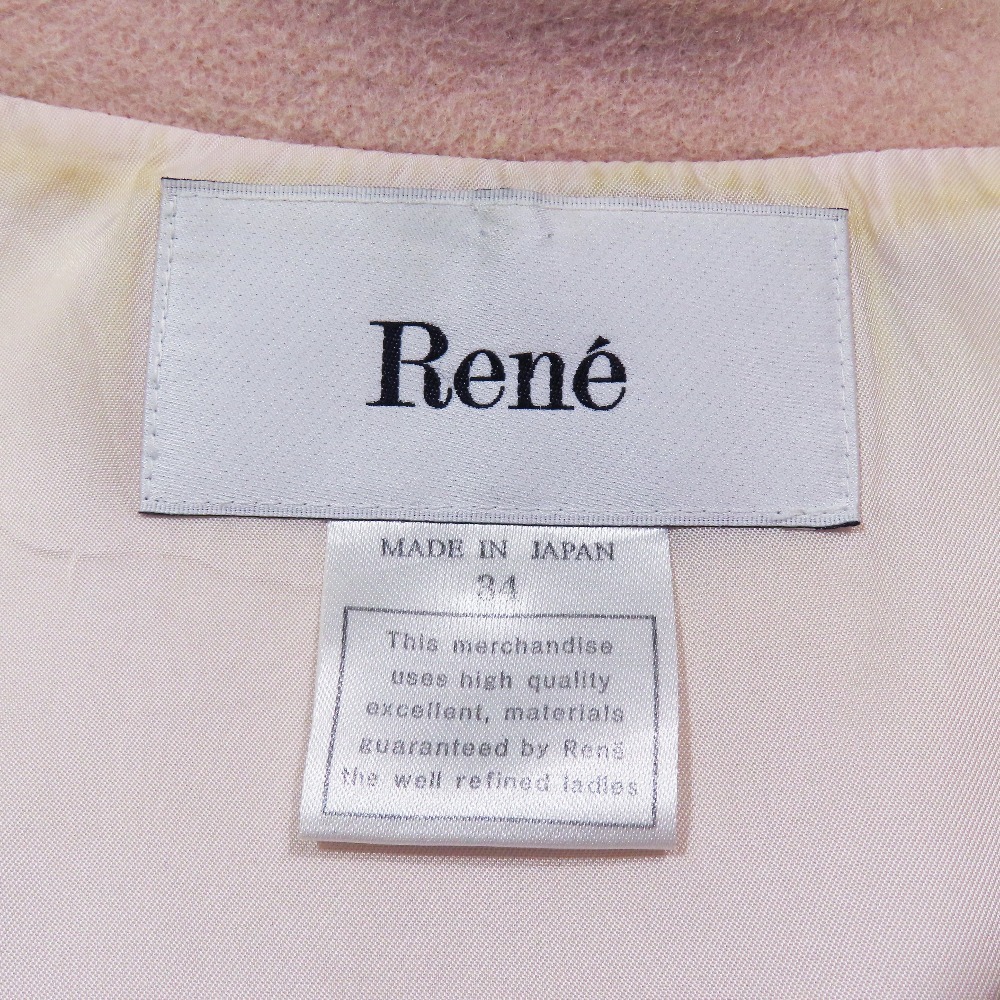 René
MADE IN JAPAN
34
This merchandise
uses high quality
excellent, materials
guaranteed by René
the well refined ladies